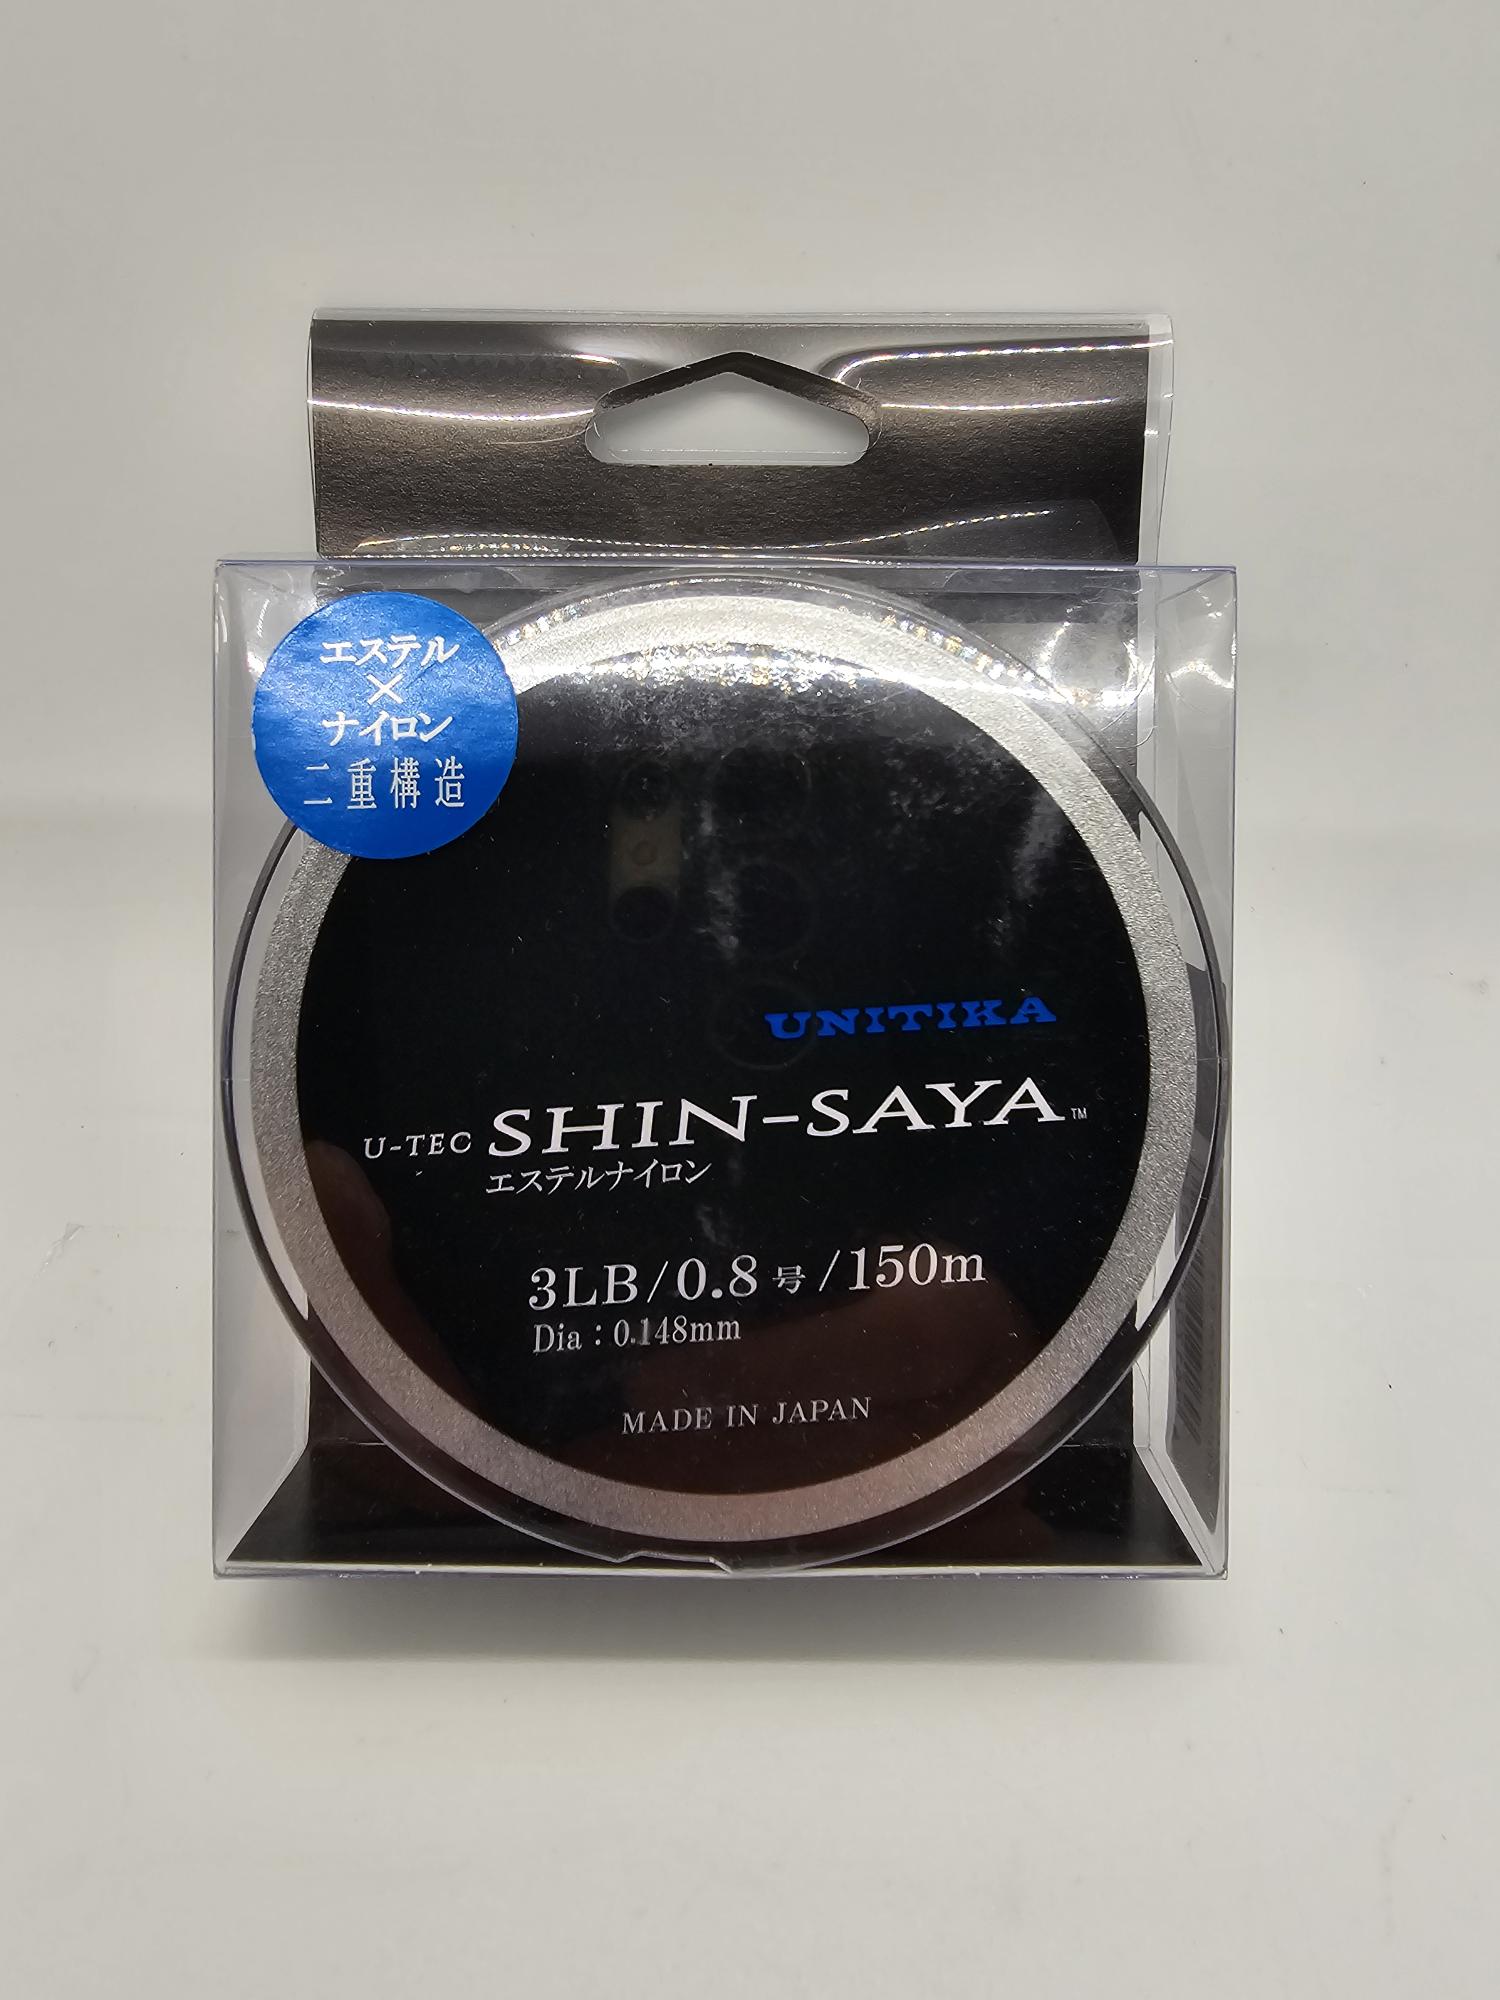 エステル
×
ナイロン
二重構造
UNITIKA
U-TEC SHIN-SAYA™
エステルナイロン
3LB/0.8号/150m
Dia：0.148mm
MADE IN JAPAN